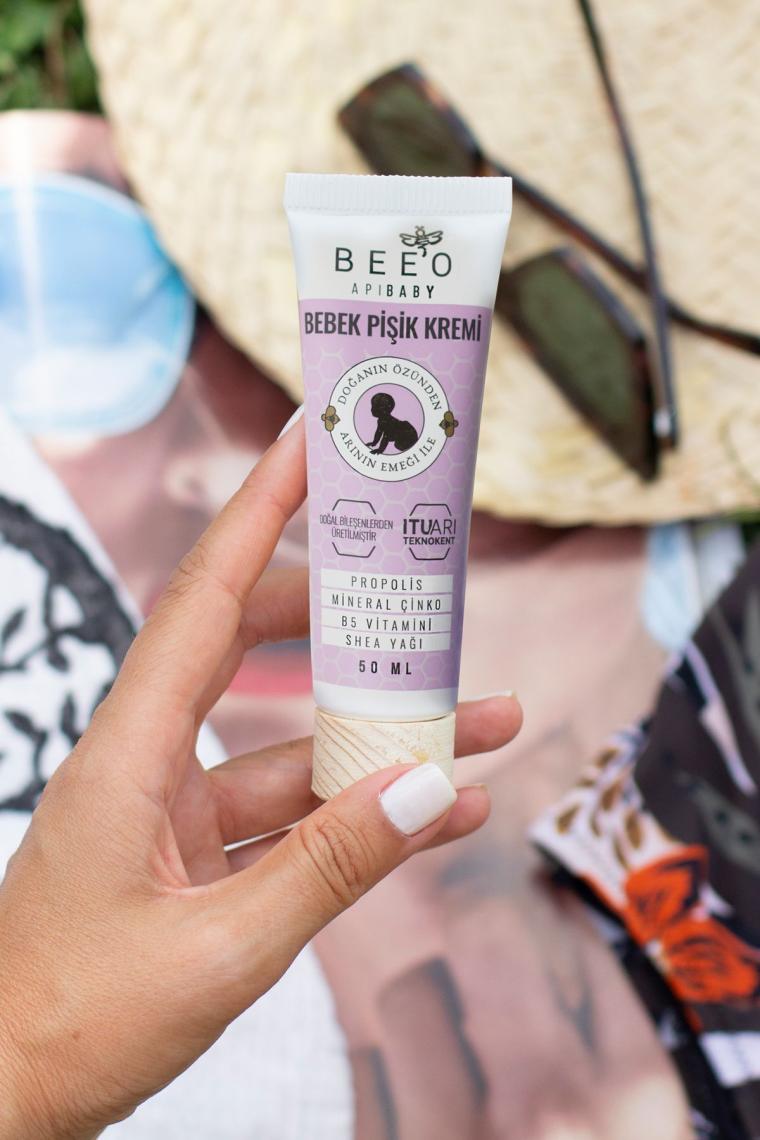 BEE'O
APIBABY
BEBEK PİŞİK KREMİ
DOĞANIN ÖZÜNDEN
ARININ EMEĞİ İLE
DOĞAL BİLEŞENLERDEN
ÜRETİLMİŞTİR
ITUARI
TEKNOKENT
PROPOLİS
MİNERAL ÇİNKO
B5 VİTAMİNİ
SHEA YAĞI
50 ML